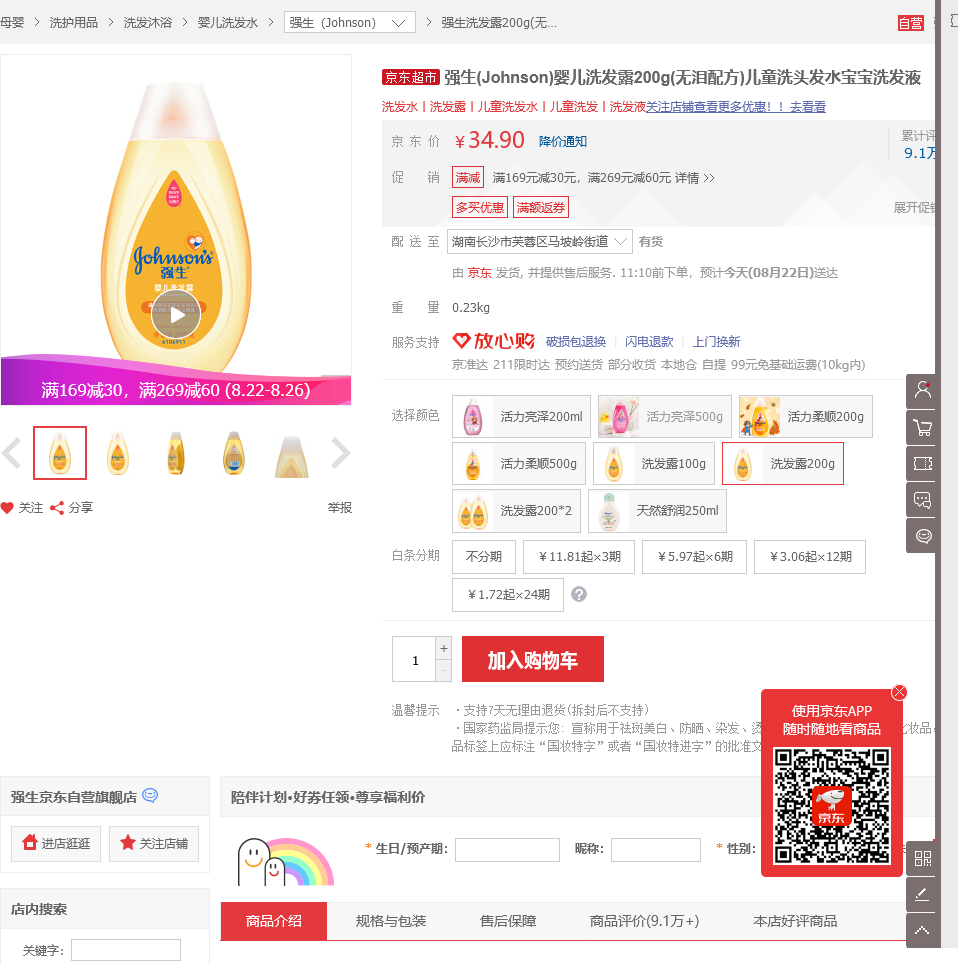 母婴 > 洗护用品 > 洗发沐浴 > 婴儿洗发水 > 强生（Johnson） > 强生洗发露200g(无...
自营
京东超市 强生(Johnson)婴儿洗发露200g(无泪配方)儿童洗头发水宝宝洗发液
洗发水丨洗发露丨儿童洗发水丨儿童洗发丨洗发液关注店铺查看更多优惠！！去看看
京东价 ￥34.90 降价通知
累计评
9.1万
促销 满减 满169元减30元，满269元减60元 详情 >>
多买优惠 满额返券
展开促销
配送至 湖南长沙市芙蓉区马坡岭街道 有货
由 京东 发货, 并提供售后服务. 11:10前下单，预计今天(08月22日)送达
重量 0.23kg
服务支持 放心购 破损包退换 闪电退款 上门换新
京准达 211限时达 预约送货 部分收货 本地仓 自提 99元免基础运费(10kg内)
Johnson's
强生
婴儿洗发露
满169减30，满269减60 (8.22-8.26)
关注 分享 举报
选择颜色 活力亮泽200ml 活力亮泽500g 活力柔顺200g
活力柔顺500g 洗发露100g 洗发露200g
洗发露200*2 天然舒润250ml
白条分期 不分期 ￥11.81起×3期 ￥5.97起×6期 ￥3.06起×12期
￥1.72起×24期 ?
1 + - 加入购物车
温馨提示 ·支持7天无理由退货(拆封后不支持)
·国家药监局提示您：宣称用于祛斑美白、防晒、染发、烫
化妆品
品标签上应标注“国妆特字”或者“国妆特进字”的批准文
使用京东APP
随时随地看商品
京东
强生京东自营旗舰店
进店逛逛 关注店铺
店内搜索
关键字：
陪伴计划•好券任领•尊享福利价
* 生日/预产期： 昵称： * 性别：
商品介绍 规格与包装 售后保障 商品评价(9.1万+) 本店好评商品